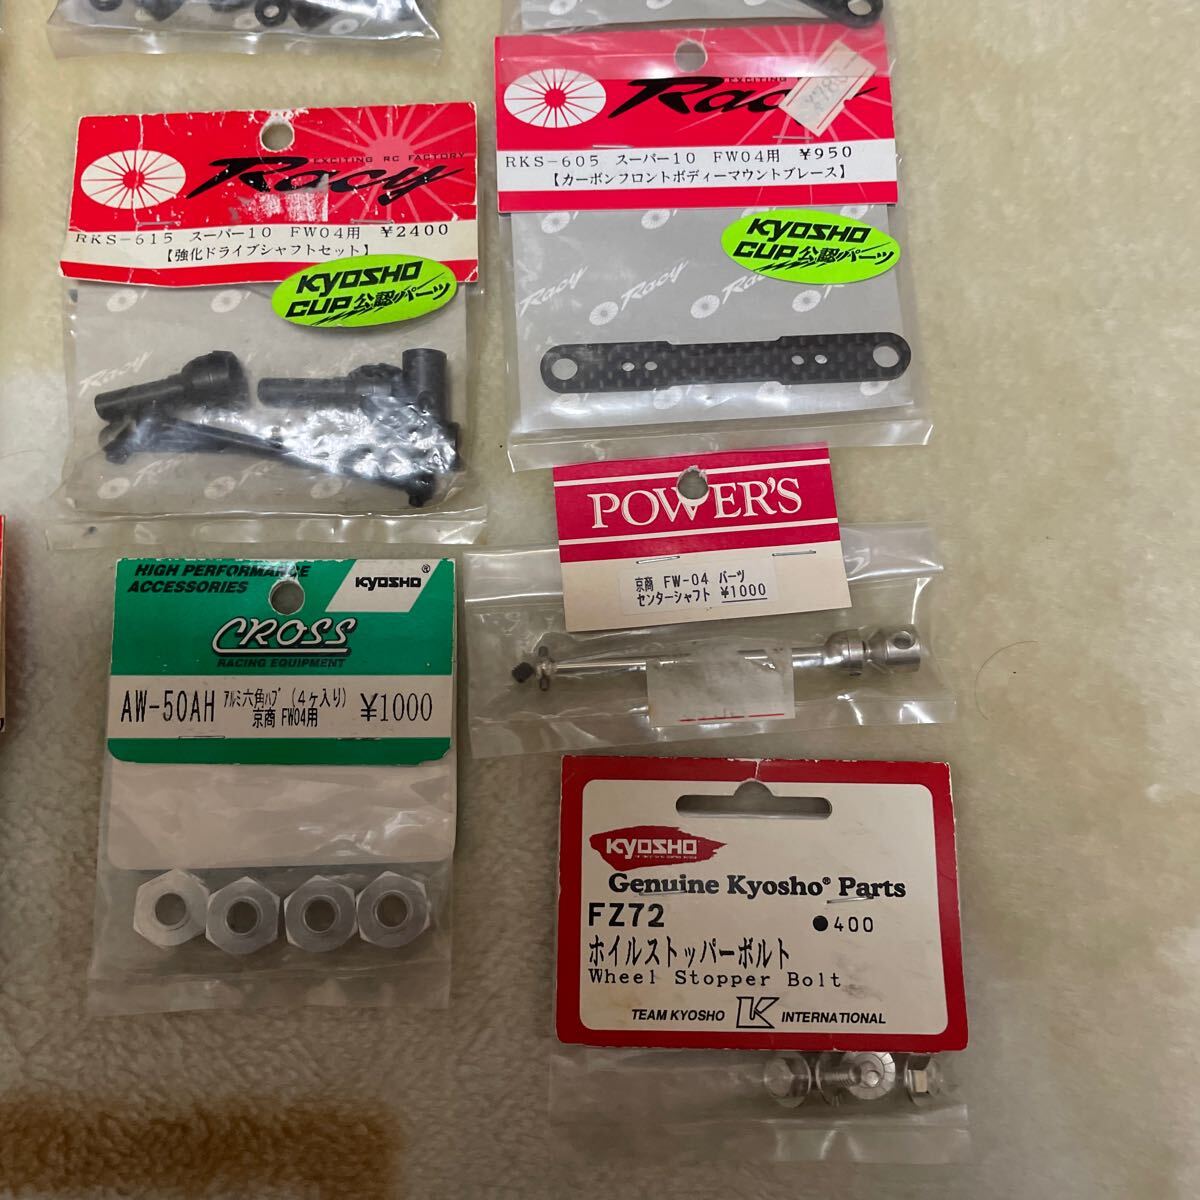 EXCITING RC FACTORY
Racy
RKS-615 スーパー10 FW04用 ¥2400
【強化ドライブシャフトセット】
KYOSHO
CUP公認パーツ
Racy
Racy
EXCITING
Racy
RKS-605 スーパー10 FW04用 ¥950
【カーボンフロントボディーマウントブレース】
KYOSHO
CUP公認パーツ
Racy
Racy
Racy
POWER'S
京商 FW-04 パーツ
センターシャフト ¥1000
HIGH PERFORMANCE
ACCESSORIES
KYOSHO®
CROSS
RACING EQUIPMENT
AW-50AH ｱﾙﾐ六角ﾊﾌﾞ (4ヶ入り) ¥1000
京商 FW04用
KYOSHO
Genuine Kyosho® Parts
FZ72 ●400
ホイルストッパーボルト
Wheel Stopper Bolt
TEAM KYOSHO K INTERNATIONAL